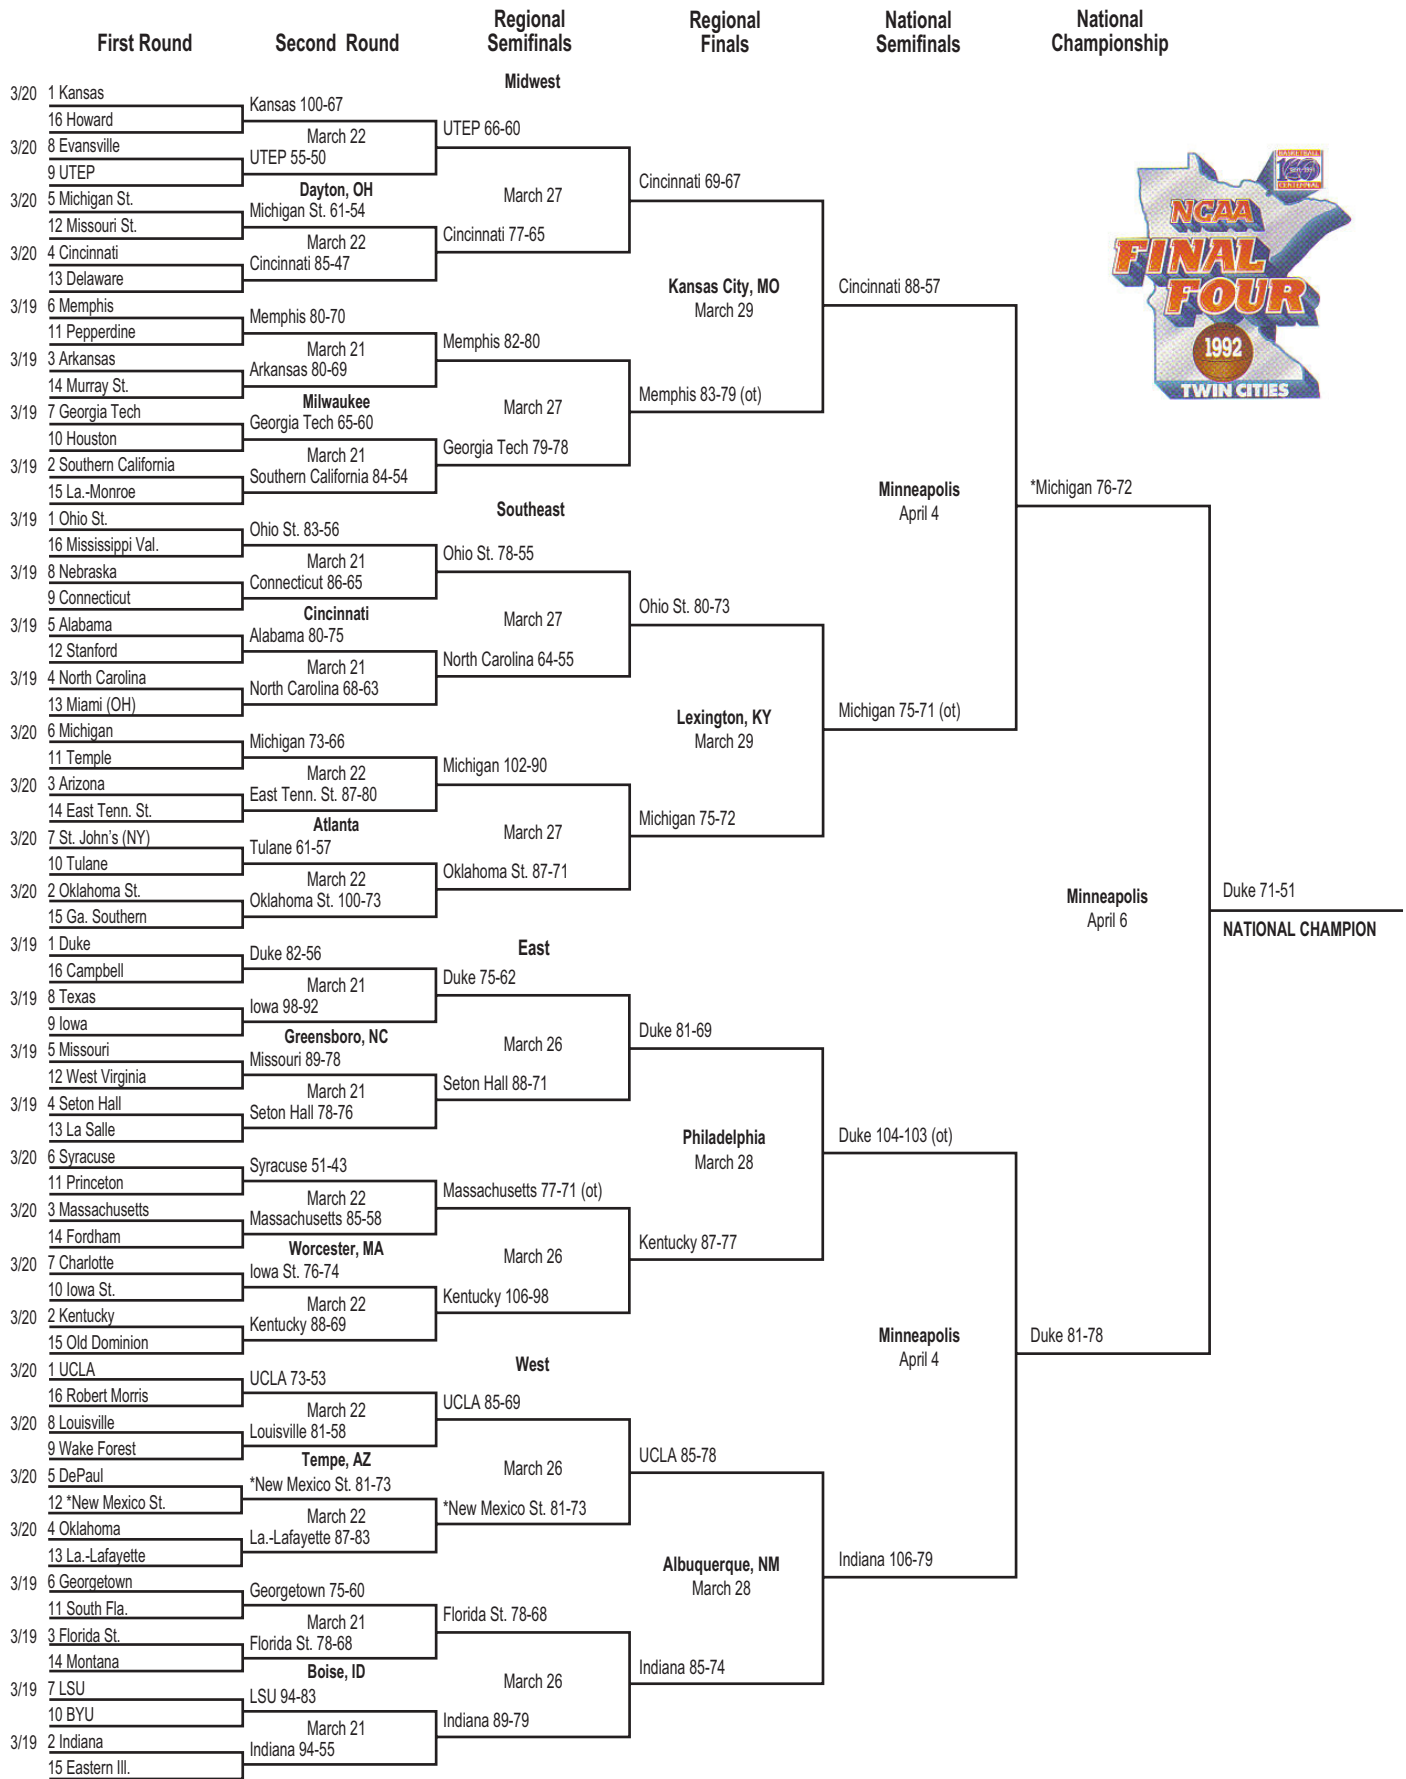 Regional Regional National National
First Round Second Round Semifinals Finals Semifinals Championship
Midwest
3/20 1 Kansas
Kansas 100-67
16 Howard
March 22
UTEP 66-60
3/20 8 Evansville
UTEP 55-50
9 UTEP
Dayton, OH
March 27
Cincinnati 69-67
3/20 5 Michigan St.
Michigan St. 61-54
12 Missouri St.
March 22
Cincinnati 77-65
3/20 4 Cincinnati
Cincinnati 85-47
13 Delaware
Kansas City, MO
March 29
Cincinnati 88-57
3/19 6 Memphis
Memphis 80-70
11 Pepperdine
March 21
Memphis 82-80
3/19 3 Arkansas
Arkansas 80-69
14 Murray St.
Milwaukee
March 27
Memphis 83-79 (ot)
3/19 7 Georgia Tech
Georgia Tech 65-60
10 Houston
March 21
Georgia Tech 79-78
3/19 2 Southern California
Southern California 84-54
15 La.-Monroe
BASKETBALL
100
CENTENNIAL
NCAA
FINAL
FOUR
1992
TWIN CITIES
Minneapolis
April 4
*Michigan 76-72
Southeast
3/19 1 Ohio St.
Ohio St. 83-56
16 Mississippi Val.
March 21
Ohio St. 78-55
3/19 8 Nebraska
Connecticut 86-65
9 Connecticut
Cincinnati
March 27
Ohio St. 80-73
3/19 5 Alabama
Alabama 80-75
12 Stanford
March 21
North Carolina 64-55
3/19 4 North Carolina
North Carolina 68-63
13 Miami (OH)
Lexington, KY
March 29
Michigan 75-71 (ot)
3/20 6 Michigan
Michigan 73-66
11 Temple
March 22
Michigan 102-90
3/20 3 Arizona
East Tenn. St. 87-80
14 East Tenn. St.
Atlanta
March 27
Michigan 75-72
3/20 7 St. John's (NY)
Tulane 61-57
10 Tulane
March 22
Oklahoma St. 87-71
3/20 2 Oklahoma St.
Oklahoma St. 100-73
15 Ga. Southern
Minneapolis
April 6
Duke 71-51
NATIONAL CHAMPION
East
3/19 1 Duke
Duke 82-56
16 Campbell
March 21
Duke 75-62
3/19 8 Texas
Iowa 98-92
9 Iowa
Greensboro, NC
March 26
Duke 81-69
3/19 5 Missouri
Missouri 89-78
12 West Virginia
March 21
Seton Hall 88-71
3/19 4 Seton Hall
Seton Hall 78-76
13 La Salle
Philadelphia
March 28
Duke 104-103 (ot)
3/20 6 Syracuse
Syracuse 51-43
11 Princeton
March 22
Massachusetts 77-71 (ot)
3/20 3 Massachusetts
Massachusetts 85-58
14 Fordham
Worcester, MA
March 26
Kentucky 87-77
3/20 7 Charlotte
Iowa St. 76-74
10 Iowa St.
March 22
Kentucky 106-98
3/20 2 Kentucky
Kentucky 88-69
15 Old Dominion
Minneapolis
April 4
Duke 81-78
West
3/20 1 UCLA
UCLA 73-53
16 Robert Morris
March 22
UCLA 85-69
3/20 8 Louisville
Louisville 81-58
9 Wake Forest
Tempe, AZ
March 26
UCLA 85-78
3/20 5 DePaul
*New Mexico St. 81-73
12 *New Mexico St.
March 22
*New Mexico St. 81-73
3/20 4 Oklahoma
La.-Lafayette 87-83
13 La.-Lafayette
Albuquerque, NM
March 28
Indiana 106-79
3/19 6 Georgetown
Georgetown 75-60
11 South Fla.
March 21
Florida St. 78-68
3/19 3 Florida St.
Florida St. 78-68
14 Montana
Boise, ID
March 26
Indiana 85-74
3/19 7 LSU
LSU 94-83
10 BYU
March 21
Indiana 89-79
3/19 2 Indiana
Indiana 94-55
15 Eastern Ill.